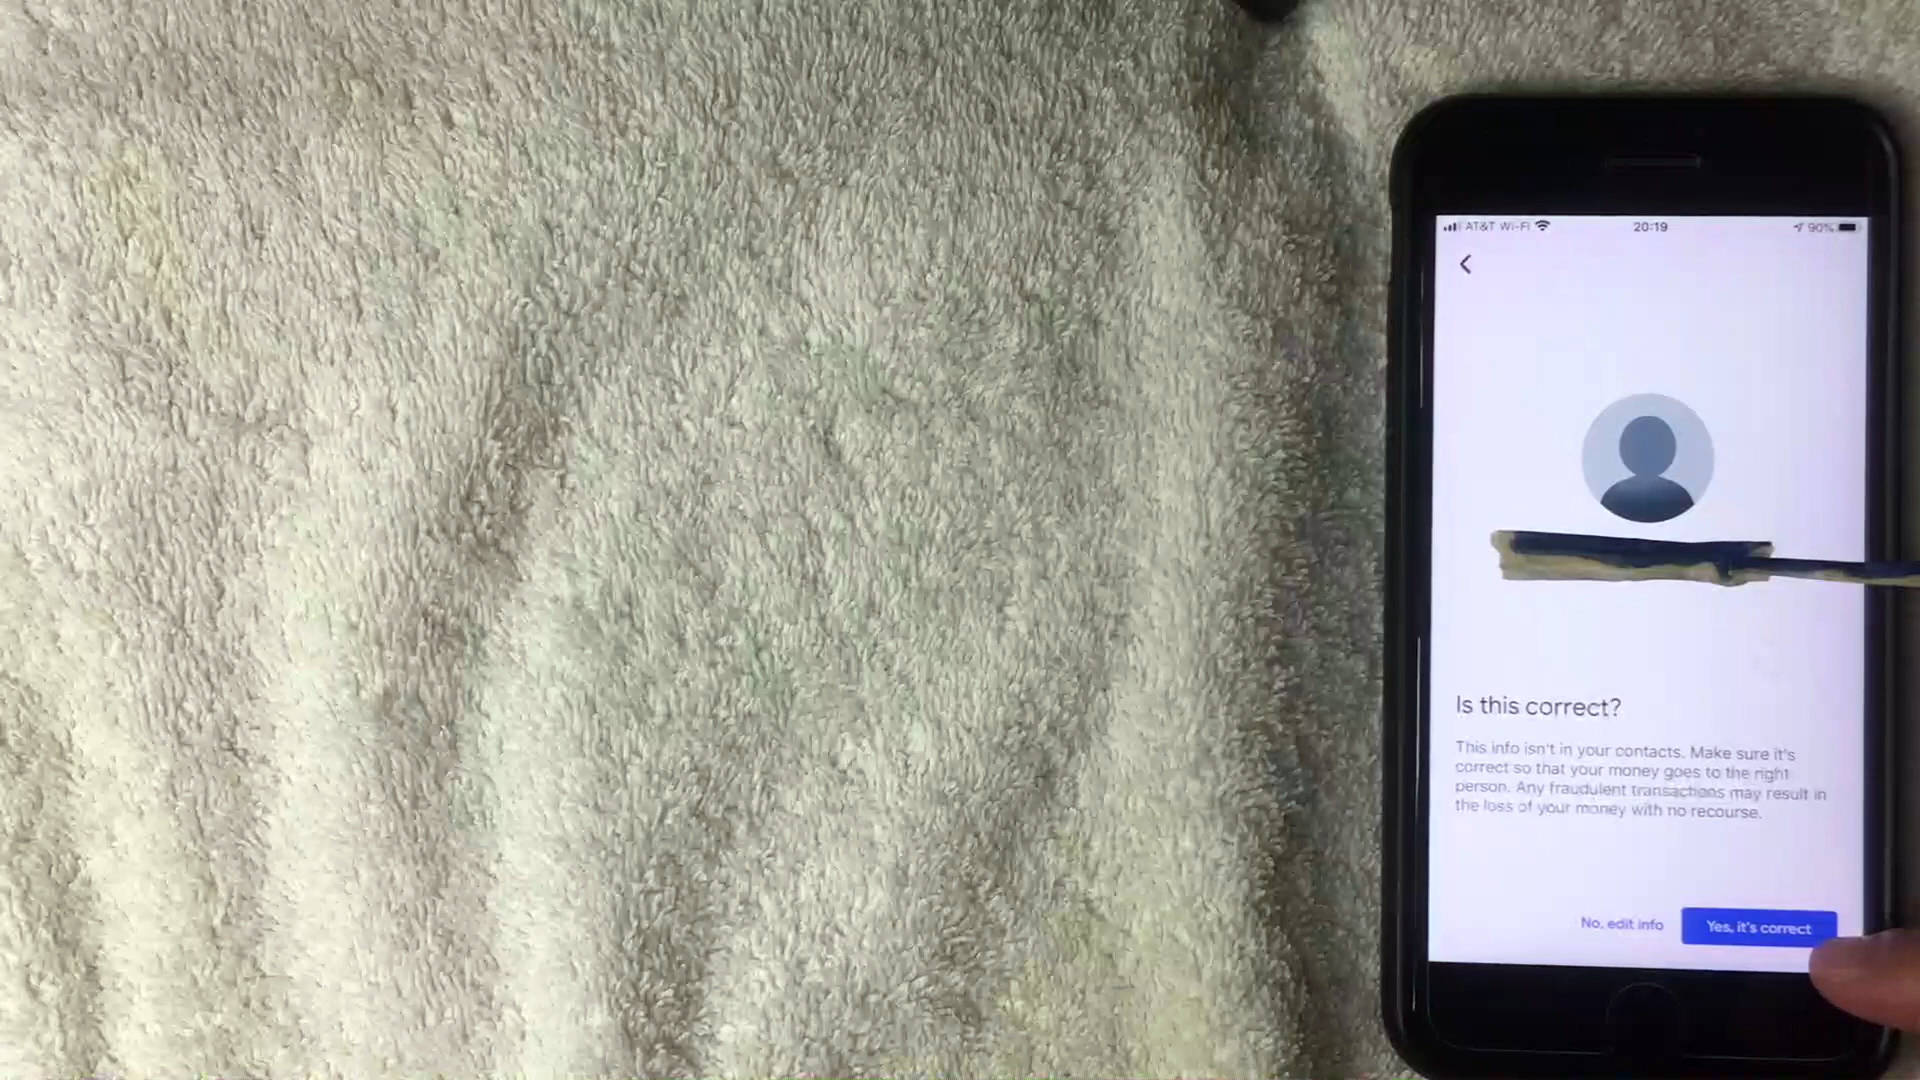 AT&T Wi-Fi 20:19 90%
Is this correct?
This info isn't in your contacts. Make sure it's
correct so that your money goes to the right
person. Any fraudulent transactions may result in
the loss of your money with no recourse.
No, edit info Yes, it's correct